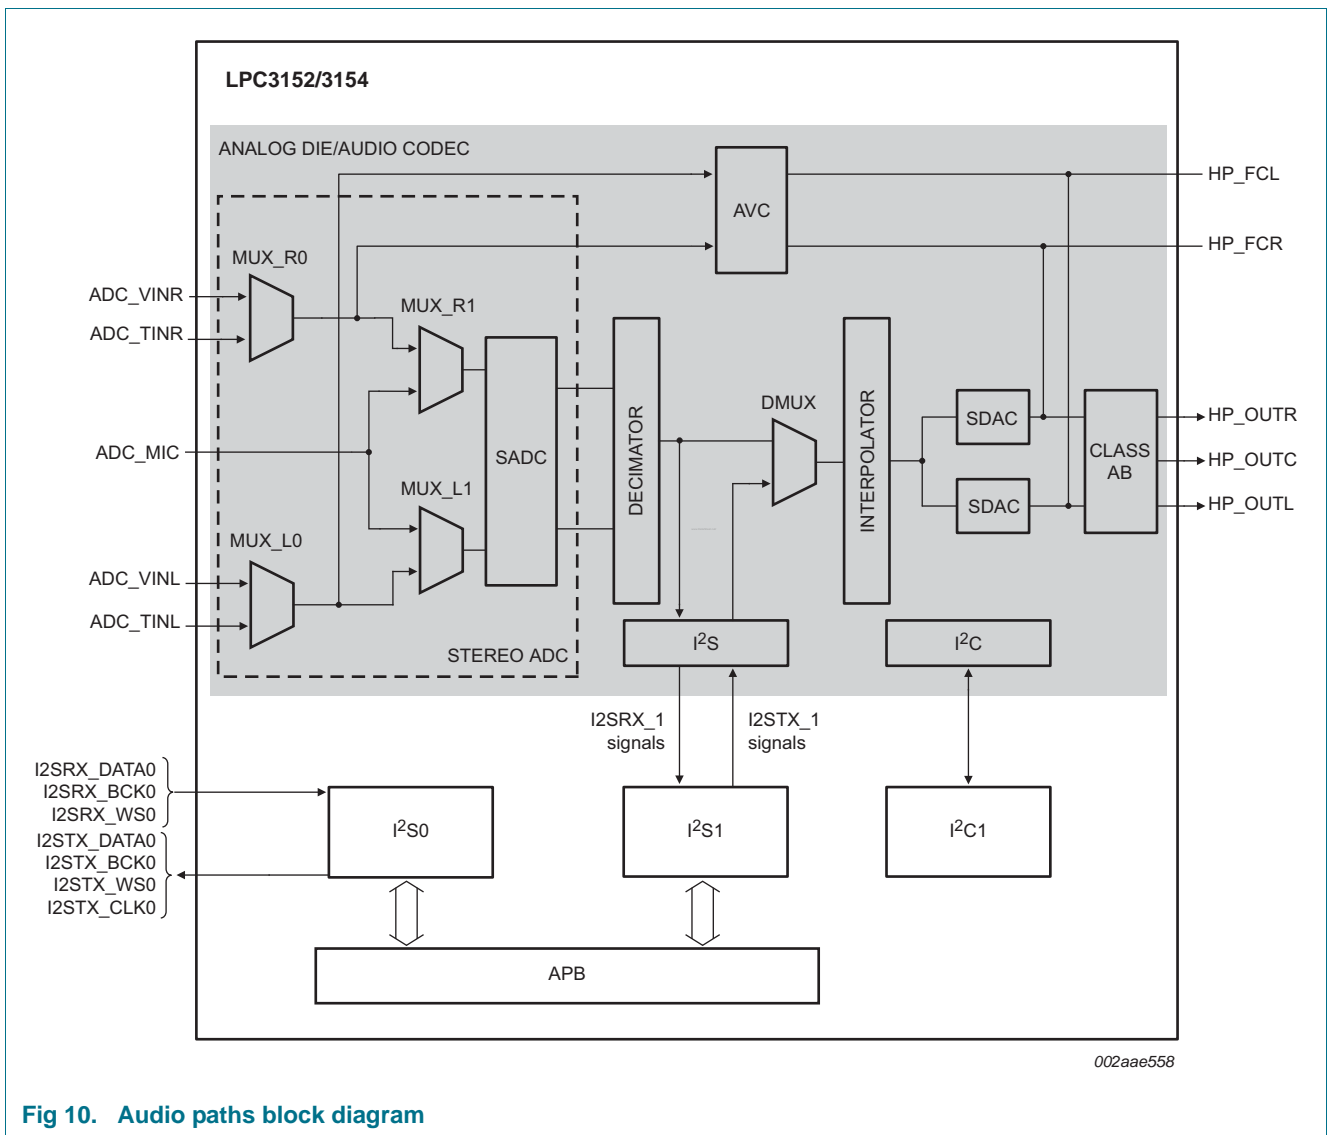 LPC3152/3154
ANALOG DIE/AUDIO CODEC
HP_FCL
AVC
HP_FCR
MUX_R0
ADC_VINR
MUX_R1
ADC_TINR
DMUX
SDAC
HP_OUTR
ADC_MIC
SADC
DECIMATOR
INTERPOLATOR
CLASS
AB
HP_OUTC
MUX_L1
SDAC
HP_OUTL
MUX_L0
ADC_VINL
ADC_TINL
STEREO ADC
I²S
I²C
I2SRX_1
signals
I2STX_1
signals
I2SRX_DATA0
I2SRX_BCK0
I2SRX_WS0
I2STX_DATA0
I2STX_BCK0
I2STX_WS0
I2STX_CLK0
I²S0
I²S1
I²C1
APB
002aae558
Fig 10. Audio paths block diagram